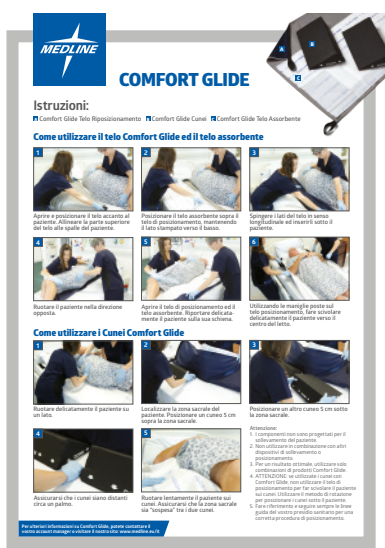 MEDLINE
COMFORT GLIDE
A
B
C
Istruzioni:
A Comfort Glide Telo Riposizionamento B Comfort Glide Cunei C Comfort Glide Telo Assorbente
Come utilizzare il telo Comfort Glide ed il telo assorbente
1
2
3
Aprire e posizionare il telo accanto al
paziente. Allineare la parte superiore
del telo alle spalle del paziente.
Posizionare il telo assorbente sopra il
telo di posizionamento, mantenendo
il lato stampato verso il basso.
Spingere i lati del telo in senso
longitudinale ed inserirli sotto il
paziente.
4
5
6
Ruotare il paziente nella direzione
opposta.
Aprire il telo di posizionamento ed il
telo assorbente. Riportare delicata-
mente il paziente sulla sua schiena.
Utilizzando le maniglie poste sul
telo posizionamento, fare scivolare
delicatamente il paziente verso il
centro del letto.
Come utilizzare i Cunei Comfort Glide
1
2
3
Ruotare delicatamente il paziente su
un lato.
Localizzare la zona sacrale del
paziente. Posizionare un cuneo 5 cm
sopra la zona sacrale.
Posizionare un altro cuneo 5 cm sotto
la zona sacrale.
4
5
Assicurarsi che i cunei siano distanti
circa un palmo.
Ruotare lentamente il paziente sui
cunei. Assicurarsi che la zona sacrale
sia "sospesa" tra i due cunei.
Attenzione:
1. I componenti non sono progettati per il
sollevamento del paziente.
2. Non utilizzare in combinazione con altri
dispositivi di sollevamento o
posizionamento.
3. Per un risultato ottimale, utilizzare solo
combinazioni di prodotti Comfort Glide.
4. ATTENZIONE: se utilizzate i cunei con
Comfort Glide, non utilizzare il telo di
posizionamento per far scivolare il paziente
sui cunei. Utilizzare il metodo di rotazione
per posizionare i cunei sotto il paziente.
5. Fare riferimento e seguire sempre le linee
guida del vostro presidio sanitario per una
corretta procedura di posizionamento.
Per ulteriori informazioni su Comfort Glide, potete contattare il
vostro account manager o visitare il nostro sito: www.medline.eu/it